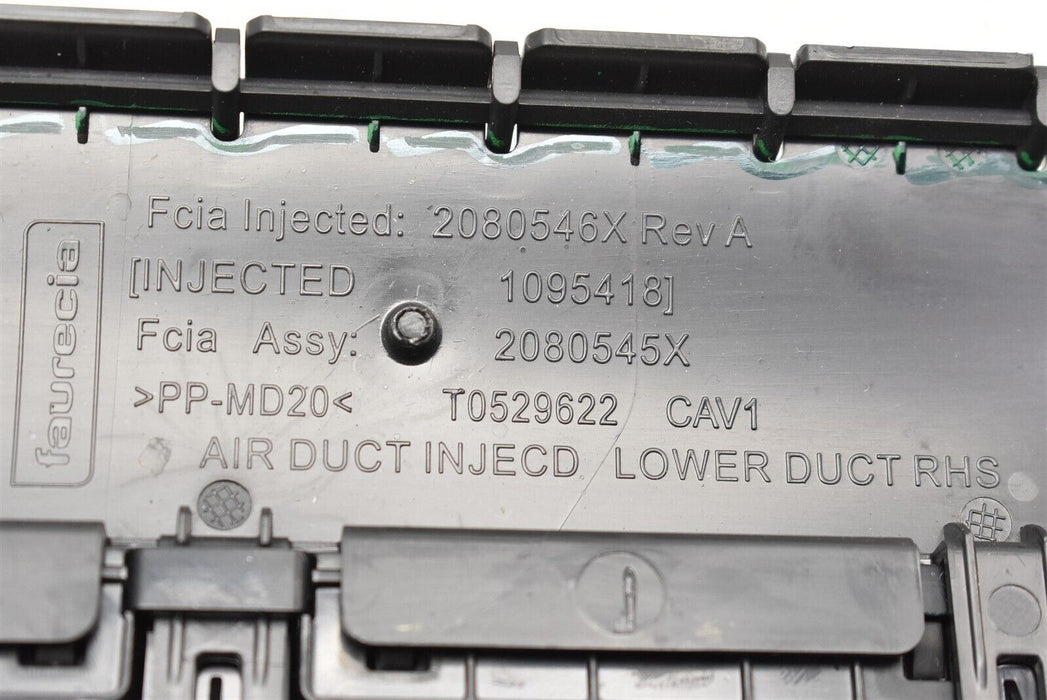 Fcia Injected: 2080546X Rev A
[INJECTED 1095418]
Fcia Assy: 2080545X
>PP-MD20< T0529622 CAV1
AIR DUCT INJECD LOWER DUCT RHS
faurecia